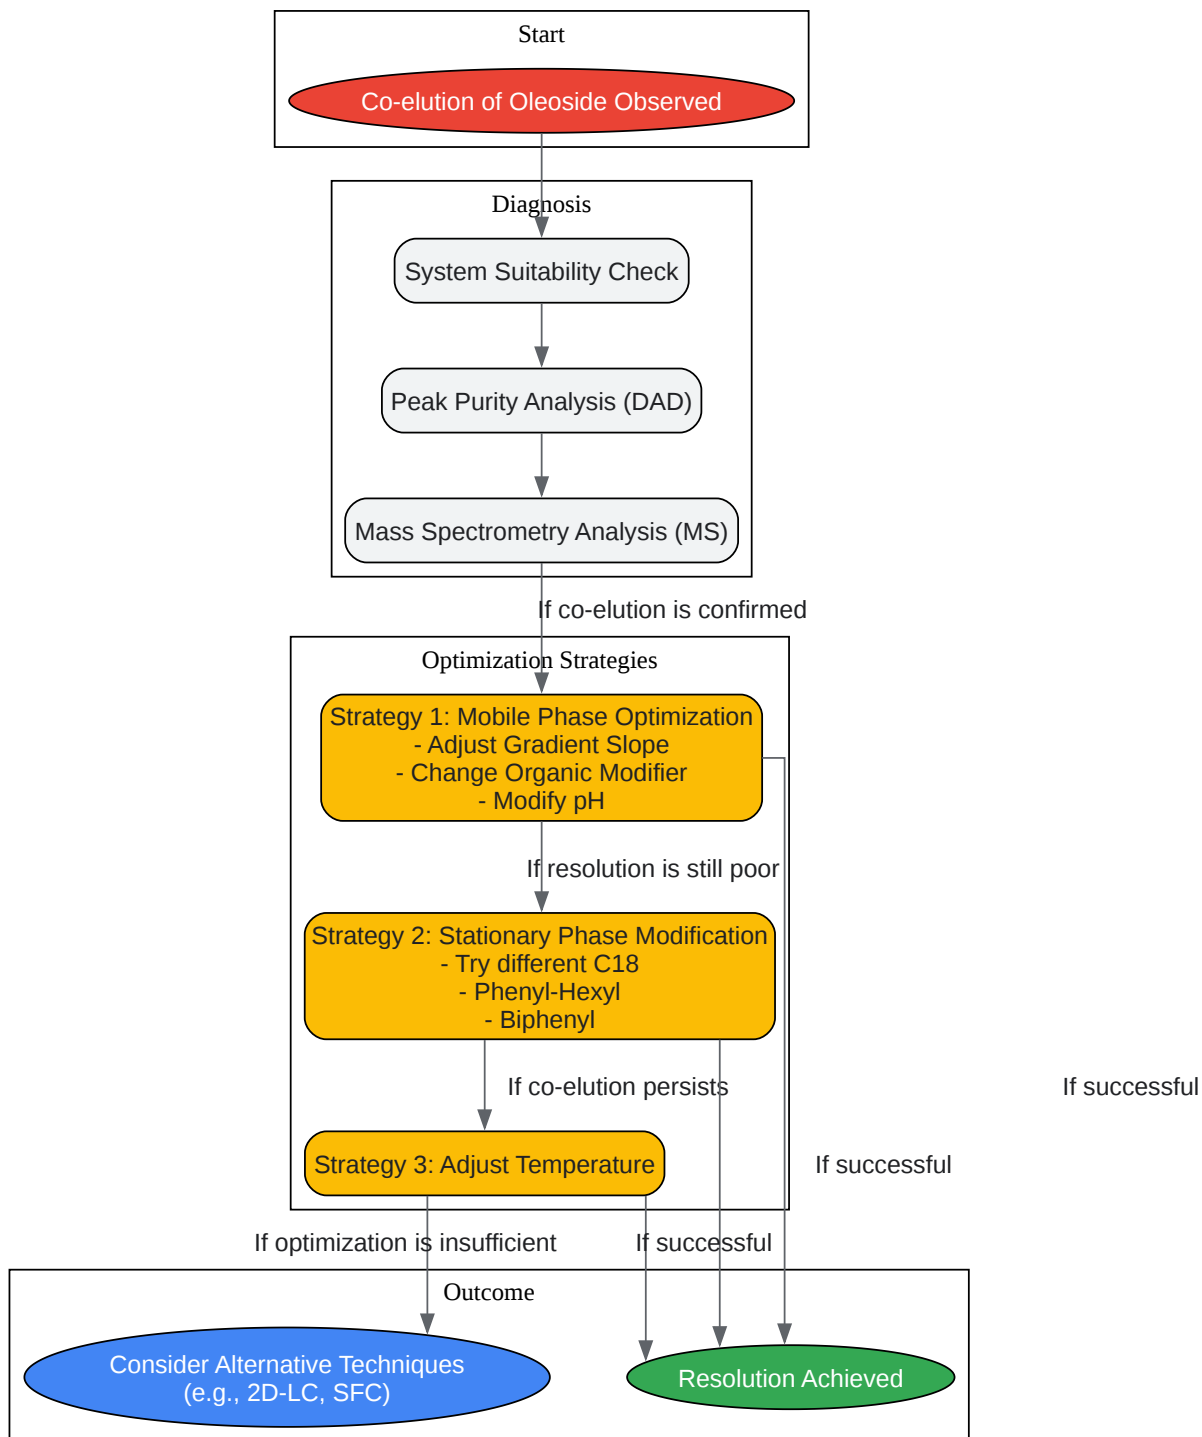 Start
Co-elution of Oleoside Observed
Diagnosis
System Suitability Check
Peak Purity Analysis (DAD)
Mass Spectrometry Analysis (MS)
If co-elution is confirmed
Optimization Strategies
Strategy 1: Mobile Phase Optimization
- Adjust Gradient Slope
- Change Organic Modifier
- Modify pH
If resolution is still poor
Strategy 2: Stationary Phase Modification
- Try different C18
- Phenyl-Hexyl
- Biphenyl
If co-elution persists
If successful
Strategy 3: Adjust Temperature
If successful
If optimization is insufficient
If successful
Outcome
Consider Alternative Techniques
(e.g., 2D-LC, SFC)
Resolution Achieved